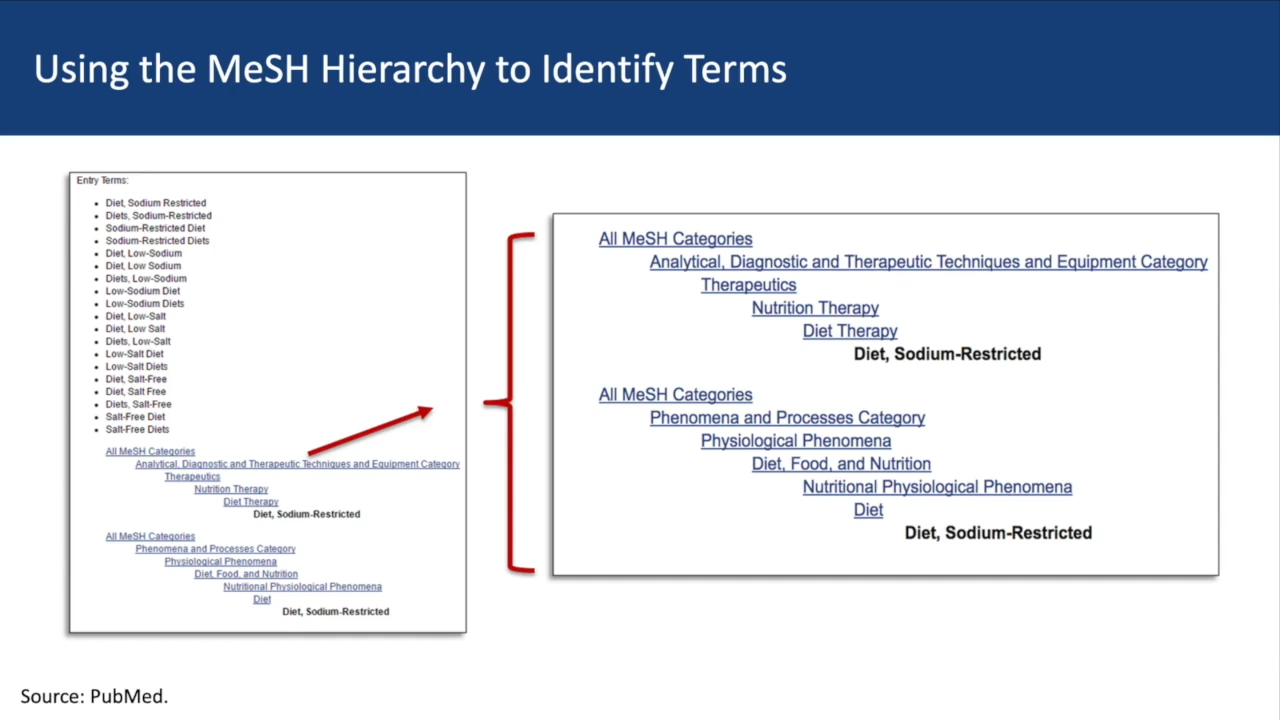 Using the MeSH Hierarchy to Identify Terms
Entry Terms:
Diet, Sodium Restricted
Diets, Sodium-Restricted
Sodium-Restricted Diet
Sodium-Restricted Diets
Diet, Low-Sodium
Diet, Low Sodium
Diets, Low-Sodium
Low-Sodium Diet
Low-Sodium Diets
Diet, Low-Salt
Diet, Low Salt
Diets, Low-Salt
Low-Salt Diet
Low-Salt Diets
Diet, Salt-Free
Diet, Salt Free
Diets, Salt-Free
Salt-Free Diet
Salt-Free Diets
All MeSH Categories
Analytical, Diagnostic and Therapeutic Techniques and Equipment Category
Therapeutics
Nutrition Therapy
Diet Therapy
Diet, Sodium-Restricted
All MeSH Categories
Phenomena and Processes Category
Physiological Phenomena
Diet, Food, and Nutrition
Nutritional Physiological Phenomena
Diet
Diet, Sodium-Restricted
All MeSH Categories
Analytical, Diagnostic and Therapeutic Techniques and Equipment Category
Therapeutics
Nutrition Therapy
Diet Therapy
Diet, Sodium-Restricted
All MeSH Categories
Phenomena and Processes Category
Physiological Phenomena
Diet, Food, and Nutrition
Nutritional Physiological Phenomena
Diet
Diet, Sodium-Restricted
Source: PubMed.